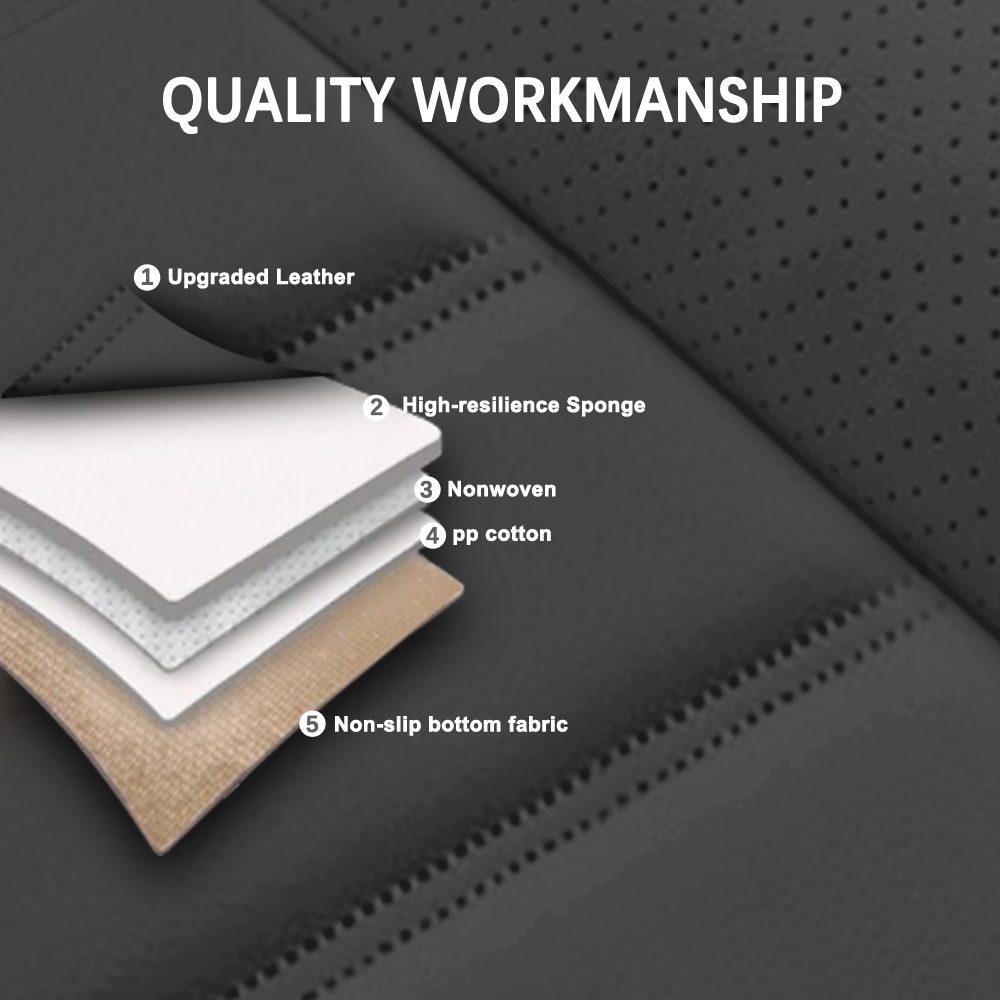 QUALITY WORKMANSHIP
1 Upgraded Leather
2 High-resilience Sponge
3 Nonwoven
4 pp cotton
5 Non-slip bottom fabric